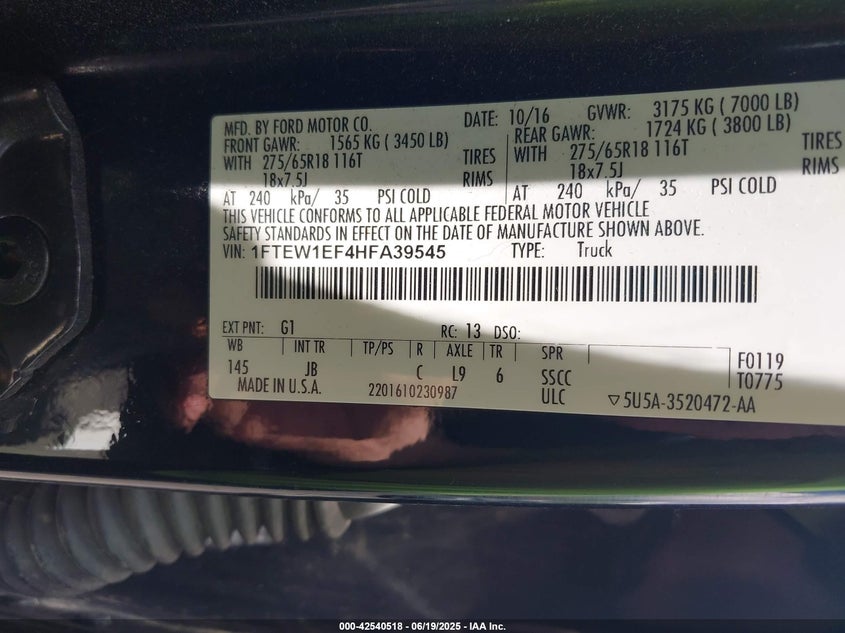 MFD. BY FORD MOTOR CO.
DATE: 10/16 GVWR: 3175 KG ( 7000 LB)
FRONT GAWR: 1565 KG ( 3450 LB) REAR GAWR: 1724 KG ( 3800 LB)
WITH 275/65R18 116T TIRES WITH 275/65R18 116T TIRES
18x7.5J RIMS 18x7.5J RIMS
AT 240 kPa/ 35 PSI COLD AT 240 kPa/ 35 PSI COLD
THIS VEHICLE CONFORMS TO ALL APPLICABLE FEDERAL MOTOR VEHICLE
SAFETY STANDARDS IN EFFECT ON THE DATE OF MANUFACTURE SHOWN ABOVE.
VIN: 1FTEW1EF4HFA39545 TYPE: Truck
EXT PNT: G1 RC: 13 DSO:
WB INT TR TP/PS R AXLE TR SPR F0119
145 JB C L9 6 SSCC T0775
MADE IN U.S.A. 2201610230987 ULC ▽5U5A-3520472-AA
000-42540518 - 06/19/2025 - IAA Inc.